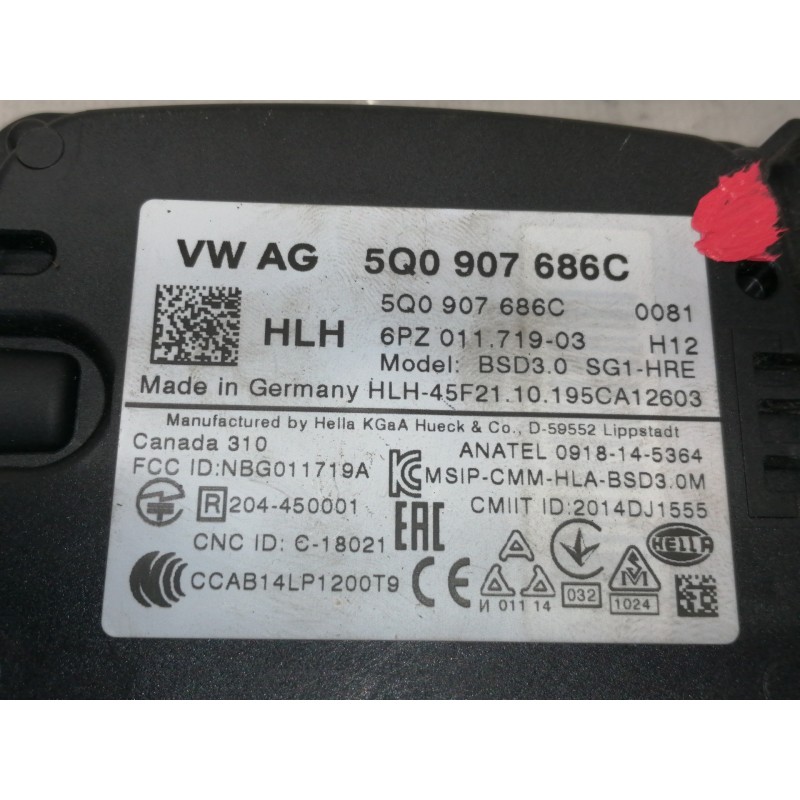 VW AG 5Q0 907 686C
5Q0 907 686C 0081
HLH 6PZ 011.719-03 H12
Model: BSD3.0 SG1-HRE
Made in Germany HLH-45F21.10.195CA12603
Manufactured by Hella KGaA Hueck & Co., D-59552 Lippstadt
Canada 310 ANATEL 0918-14-5364
FCC ID:NBG011719A KC MSIP-CMM-HLA-BSD3.0M
R 204-450001 CMIIT ID:2014DJ1555
CNC ID: C-18021 EAC HELLA
CCAB14LP1200T9 CE
И 01 1 14 032 1024